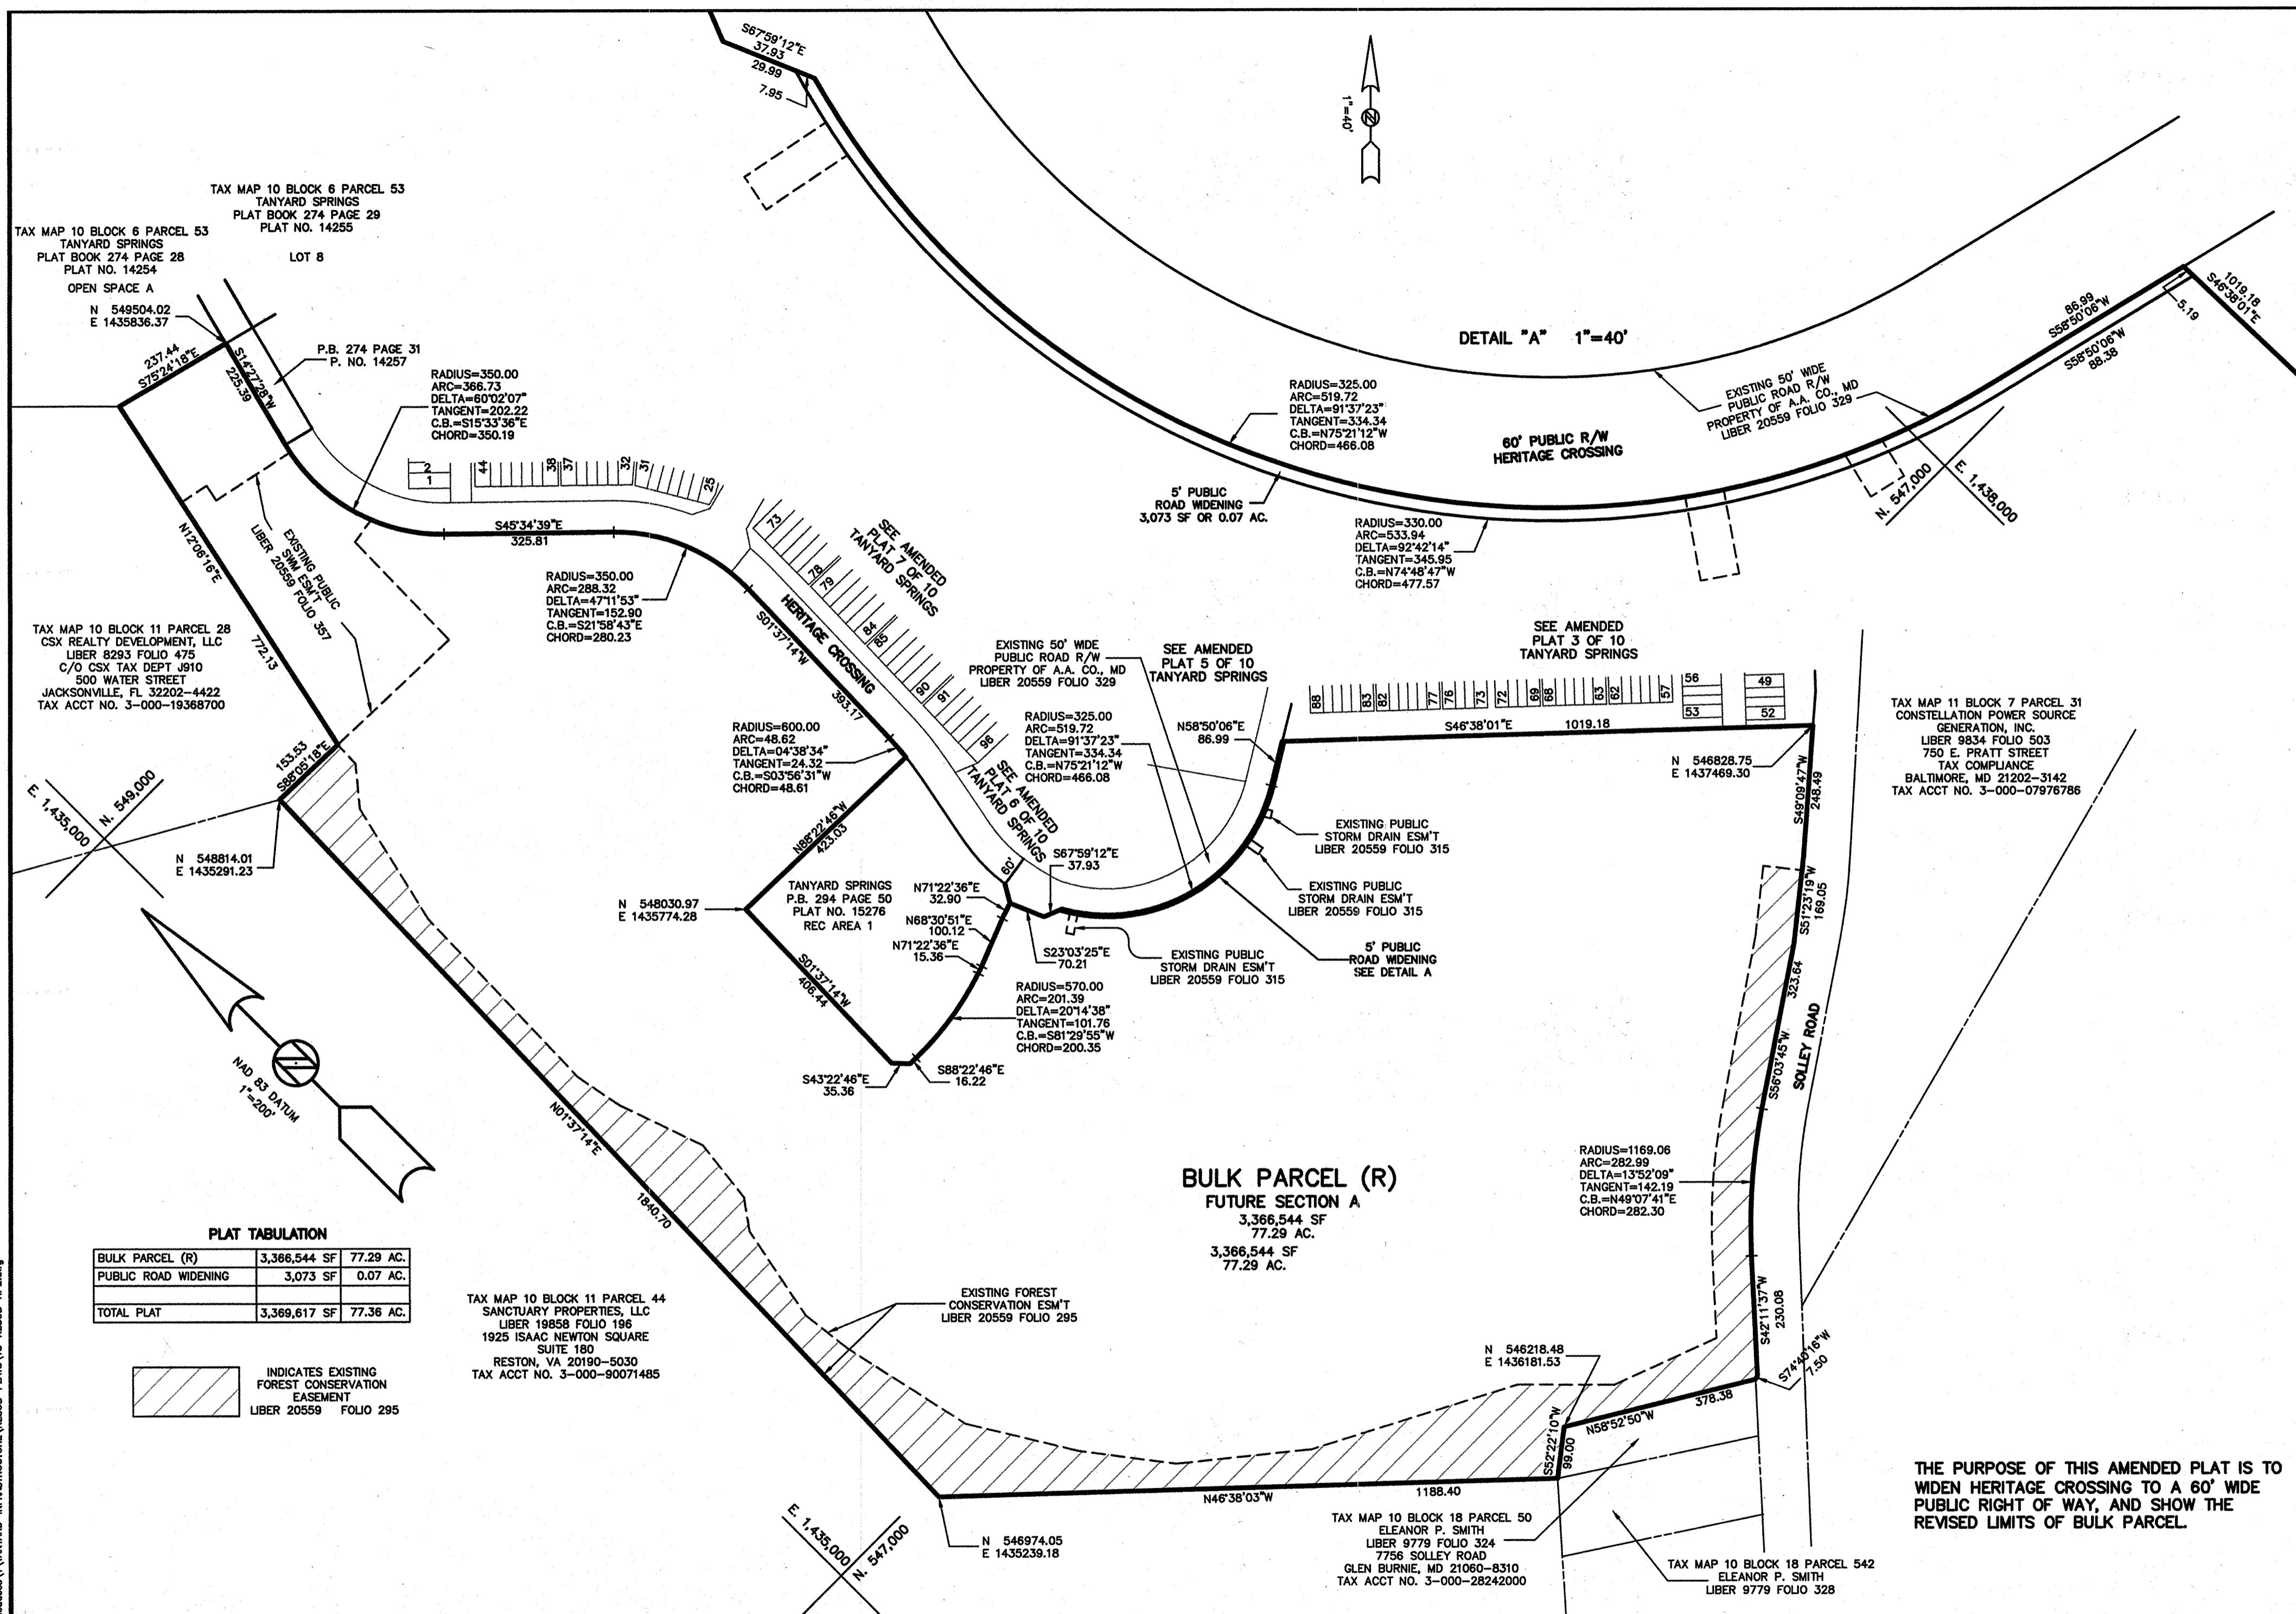 S67°59'12"E
37.93
29.99
7.95
1"=40'
TAX MAP 10 BLOCK 6 PARCEL 53
TANYARD SPRINGS
PLAT BOOK 274 PAGE 29
PLAT NO. 14255
LOT 8
TAX MAP 10 BLOCK 6 PARCEL 53
TANYARD SPRINGS
PLAT BOOK 274 PAGE 28
PLAT NO. 14254
OPEN SPACE A
N 549504.02
E 1435836.37
237.44
S75°24'18"E
S14°27'28"W
225.39
P.B. 274 PAGE 31
P. NO. 14257
RADIUS=350.00
ARC=366.73
DELTA=60°02'07"
TANGENT=202.22
C.B.=S15°33'36"E
CHORD=350.19
DETAIL "A" 1"=40'
1019.18
S46°38'01"E
86.99
S58°50'06"W
5.19
S58°50'06"W
88.38
EXISTING 50' WIDE
PUBLIC ROAD R/W
PROPERTY OF A.A. CO., MD
LIBER 20559 FOLIO 329
RADIUS=325.00
ARC=519.72
DELTA=91°37'23"
TANGENT=334.34
C.B.=N75°21'12"W
CHORD=466.08
60' PUBLIC R/W
HERITAGE CROSSING
5' PUBLIC
ROAD WIDENING
3,073 SF OR 0.07 AC.
RADIUS=330.00
ARC=533.94
DELTA=92°42'14"
TANGENT=345.95
C.B.=N74°48'47"W
CHORD=477.57
N. 547,000
E. 1,438,000
2
1
44
38
37
32
31
25
S45°34'39"E
325.81
RADIUS=350.00
ARC=288.32
DELTA=47°11'53"
TANGENT=152.90
C.B.=S21°58'43"E
CHORD=280.23
N12°06'16"E
772.13
EXISTING PUBLIC
SWM ESM'T
LIBER 20559 FOLIO 357
73
78
79
84
85
90
91
96
SEE AMENDED
PLAT 7 OF 10
TANYARD SPRINGS
HERITAGE CROSSING
S01°37'14"W
393.17
TAX MAP 10 BLOCK 11 PARCEL 28
CSX REALTY DEVELOPMENT, LLC
LIBER 8293 FOLIO 475
C/O CSX TAX DEPT J910
500 WATER STREET
JACKSONVILLE, FL 32202-4422
TAX ACCT NO. 3-000-19368700
EXISTING 50' WIDE
PUBLIC ROAD R/W
PROPERTY OF A.A. CO., MD
LIBER 20559 FOLIO 329
SEE AMENDED
PLAT 5 OF 10
TANYARD SPRINGS
SEE AMENDED
PLAT 3 OF 10
TANYARD SPRINGS
88
83
82
77
76
73
72
69
68
63
62
57
56
53
49
52
S46°38'01"E 1019.18
RADIUS=600.00
ARC=48.62
DELTA=04°38'34"
TANGENT=24.32
C.B.=S03°56'31"W
CHORD=48.61
RADIUS=325.00
ARC=519.72
DELTA=91°37'23"
TANGENT=334.34
C.B.=N75°21'12"W
CHORD=466.08
N58°50'06"E
86.99
N 546828.75
E 1437469.30
TAX MAP 11 BLOCK 7 PARCEL 31
CONSTELLATION POWER SOURCE
GENERATION, INC.
LIBER 9834 FOLIO 503
750 E. PRATT STREET
TAX COMPLIANCE
BALTIMORE, MD 21202-3142
TAX ACCT NO. 3-000-07976786
S49°09'47"W
248.49
153.53
S88°05'18"E
E. 1,435,000
N. 549,000
N 548814.01
E 1435291.23
N88°22'46"W
423.03
SEE AMENDED
PLAT 6 OF 10
TANYARD SPRINGS
60'
S67°59'12"E
37.93
EXISTING PUBLIC
STORM DRAIN ESM'T
LIBER 20559 FOLIO 315
EXISTING PUBLIC
STORM DRAIN ESM'T
LIBER 20559 FOLIO 315
EXISTING PUBLIC
STORM DRAIN ESM'T
LIBER 20559 FOLIO 315
5' PUBLIC
ROAD WIDENING
SEE DETAIL A
N 548030.97
E 1435774.28
TANYARD SPRINGS
P.B. 294 PAGE 50
PLAT NO. 15276
REC AREA 1
N71°22'36"E
32.90
N68°30'51"E
100.12
N71°22'36"E
15.36
S23°03'25"E
70.21
S01°37'14"W
406.44
RADIUS=570.00
ARC=201.39
DELTA=20°14'38"
TANGENT=101.76
C.B.=S81°29'55"W
CHORD=200.35
S43°22'46"E
35.36
S88°22'46"E
16.22
S51°23'19"W
169.05
323.64
S56°03'45"W
SOLLEY ROAD
NAD 83 DATUM
1"=200'
N01°37'14"E
1840.70
RADIUS=1169.06
ARC=282.99
DELTA=13°52'09"
TANGENT=142.19
C.B.=N49°07'41"E
CHORD=282.30
BULK PARCEL (R)
FUTURE SECTION A
3,366,544 SF
77.29 AC.
3,366,544 SF
77.29 AC.
PLAT TABULATION
BULK PARCEL (R) 3,366,544 SF 77.29 AC.
PUBLIC ROAD WIDENING 3,073 SF 0.07 AC.
TOTAL PLAT 3,369,617 SF 77.36 AC.
INDICATES EXISTING
FOREST CONSERVATION
EASEMENT
LIBER 20559 FOLIO 295
TAX MAP 10 BLOCK 11 PARCEL 44
SANCTUARY PROPERTIES, LLC
LIBER 19858 FOLIO 196
1925 ISAAC NEWTON SQUARE
SUITE 180
RESTON, VA 20190-5030
TAX ACCT NO. 3-000-90071485
EXISTING FOREST
CONSERVATION ESM'T
LIBER 20559 FOLIO 295
S42°11'37"W
230.08
S74°40'16"W
7.50
N 546218.48
E 1436181.53
N58°52'50"W
378.38
S52°22'10"W
99.00
N46°38'03"W 1188.40
N 546974.05
E 1435239.18
E. 1,435,000
N. 547,000
TAX MAP 10 BLOCK 18 PARCEL 50
ELEANOR P. SMITH
LIBER 9779 FOLIO 324
7756 SOLLEY ROAD
GLEN BURNIE, MD 21060-8310
TAX ACCT NO. 3-000-28242000
TAX MAP 10 BLOCK 18 PARCEL 542
ELEANOR P. SMITH
LIBER 9779 FOLIO 328
THE PURPOSE OF THIS AMENDED PLAT IS TO
WIDEN HERITAGE CROSSING TO A 60' WIDE
PUBLIC RIGHT OF WAY, AND SHOW THE
REVISED LIMITS OF BULK PARCEL.